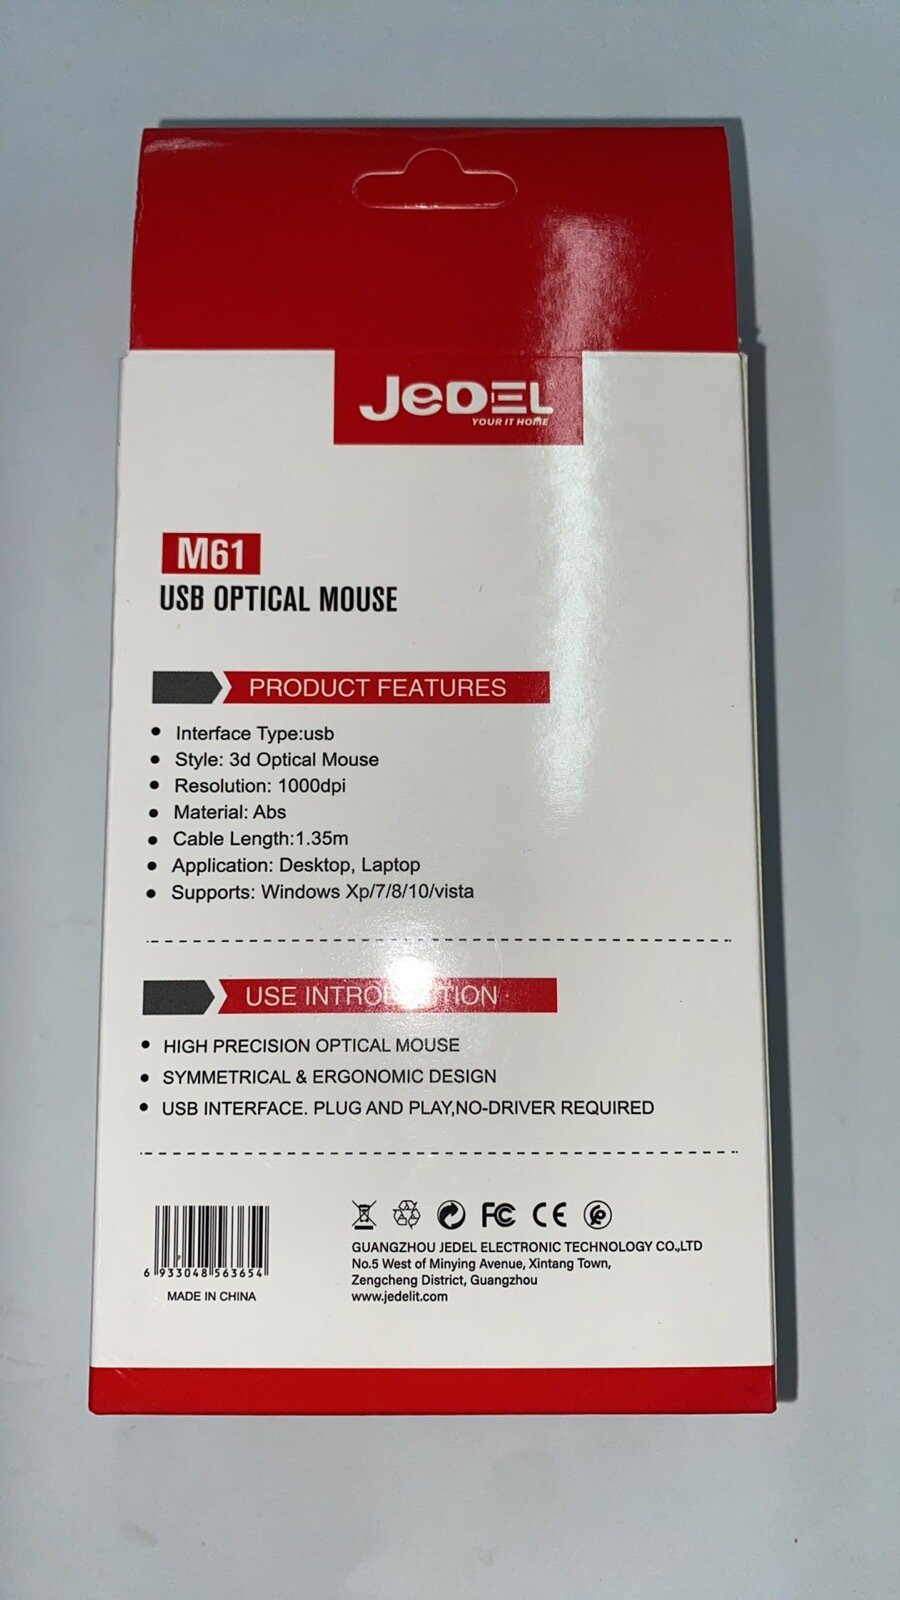 JEDEL
YOUR IT HOME
M61
USB OPTICAL MOUSE
PRODUCT FEATURES
• Interface Type:usb
• Style: 3d Optical Mouse
• Resolution: 1000dpi
• Material: Abs
• Cable Length:1.35m
• Application: Desktop, Laptop
• Supports: Windows Xp/7/8/10/vista
USE
• HIGH PRECISION OPTICAL MOUSE
• SYMMETRICAL & ERGONOMIC DESIGN
• USB INTERFACE. PLUG AND PLAY,NO-DRIVER REQUIRED
FC CE
6 933048 563654
MADE IN CHINA
GUANGZHOU JEDEL ELECTRONIC TECHNOLOGY CO.,LTD
No.5 West of Minying Avenue, Xintang Town,
Zengcheng District, Guangzhou
www.jedelit.com